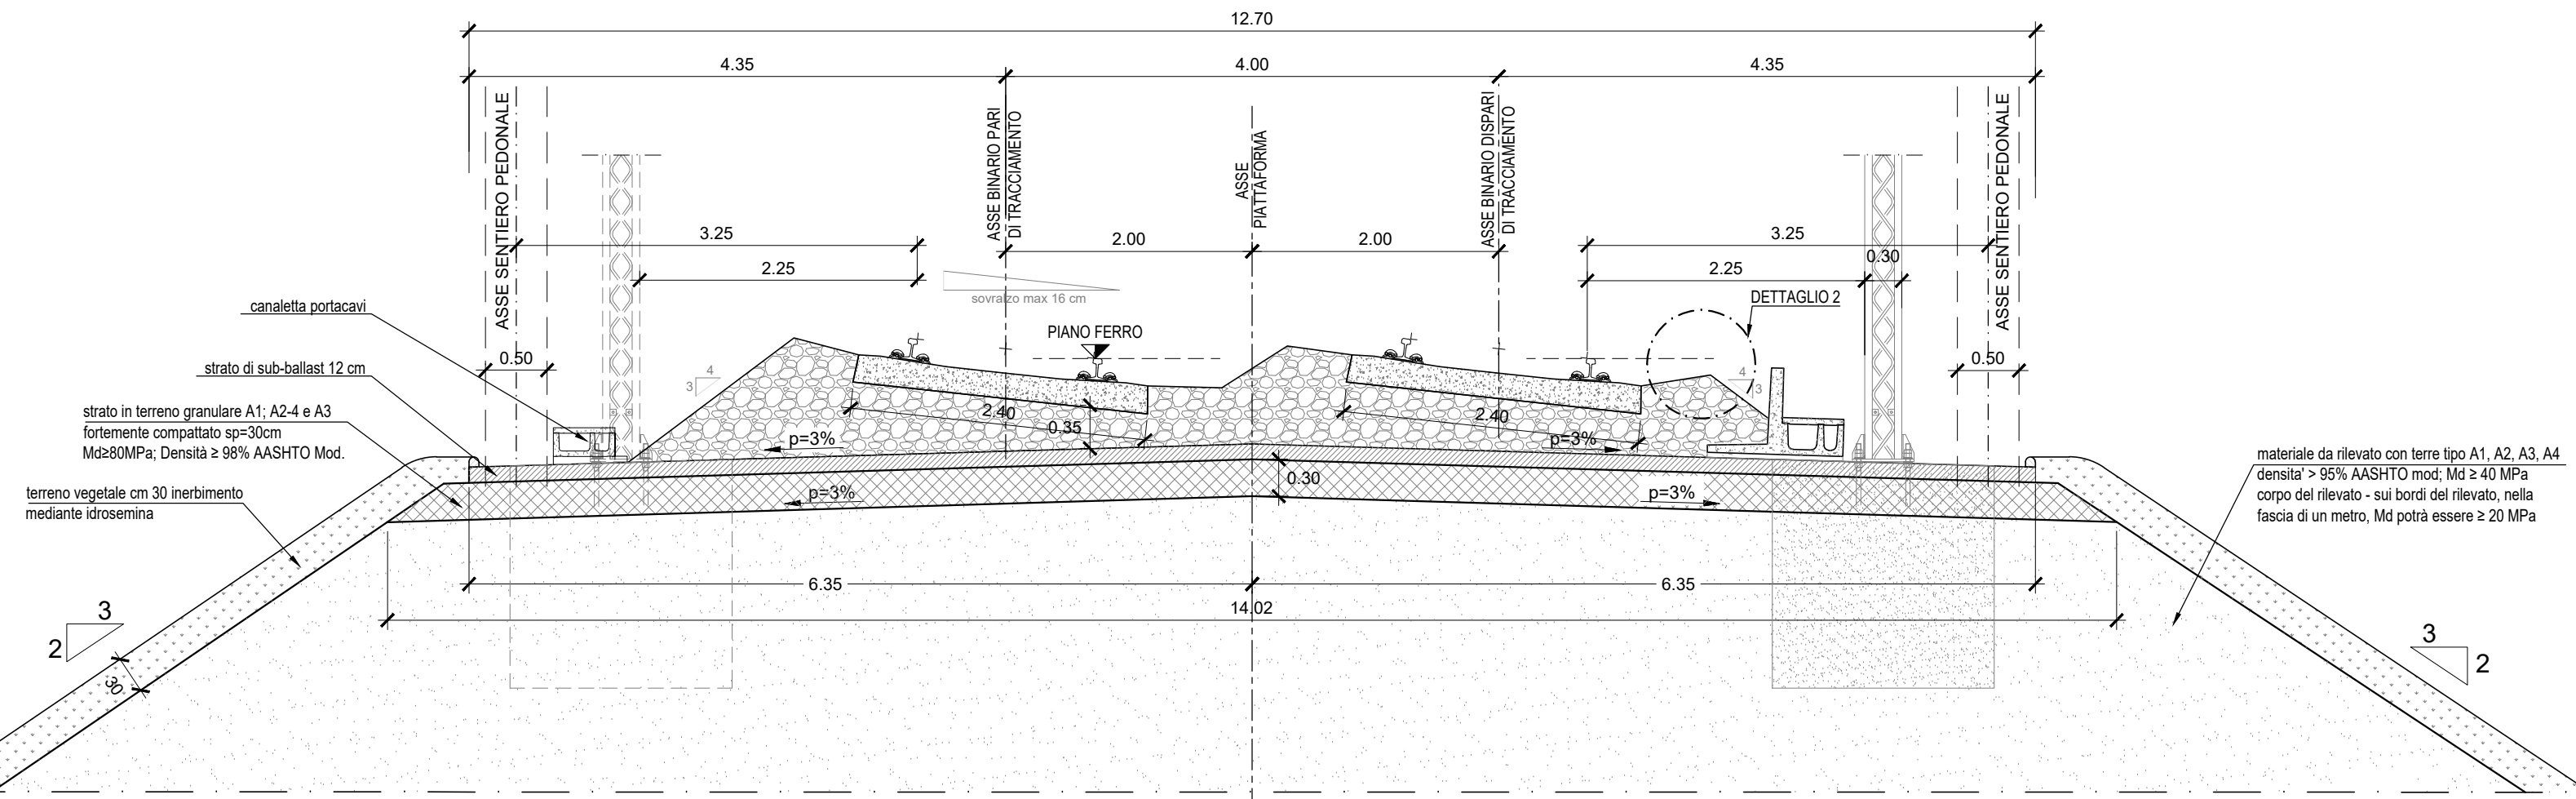 12.70
4.35
4.00
4.35
ASSE SENTIERO PEDONALE
ASSE BINARIO PARI
DI TRACCIAMENTO
ASSE
PIATTAFORMA
ASSE BINARIO DISPARI
DI TRACCIAMENTO
ASSE SENTIERO PEDONALE
3.25
2.00
2.00
3.25
2.25
2.25
0.30
sovralzo max 16 cm
DETTAGLIO 2
canaletta portacavi
PIANO FERRO
0.50
0.50
strato di sub-ballast 12 cm
4
3
4
3
strato in terreno granulare A1; A2-4 e A3
fortemente compattato sp=30cm
Md≥80MPa; Densità ≥ 98% AASHTO Mod.
2.40
2.40
0.35
p=3%
p=3%
materiale da rilevato con terre tipo A1, A2, A3, A4
densita' > 95% AASHTO mod; Md ≥ 40 MPa
corpo del rilevato - sui bordi del rilevato, nella
fascia di un metro, Md potrà essere ≥ 20 MPa
0.30
p=3%
p=3%
terreno vegetale cm 30 inerbimento
mediante idrosemina
6.35
6.35
14.02
3
2
3
2
30